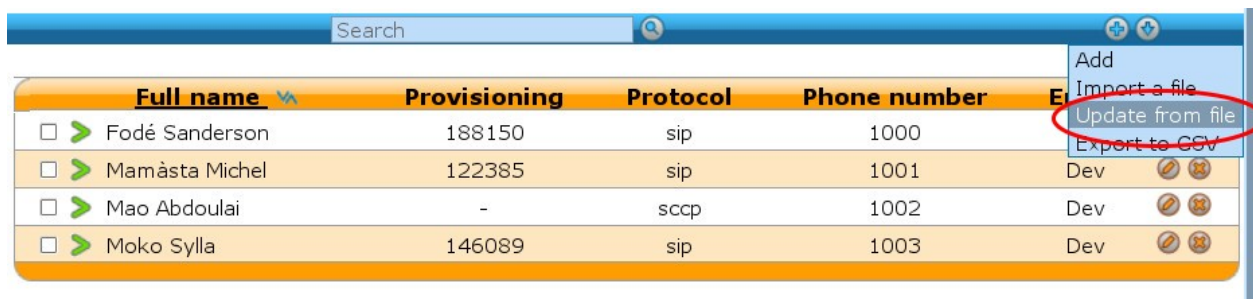 Search
Add
Import a file
Update from file
Export to CSV
Full name Provisioning Protocol Phone number
Fodé Sanderson 188150 sip 1000
Mamàsta Michel 122385 sip 1001 Dev
Mao Abdoulai - sccp 1002 Dev
Moko Sylla 146089 sip 1003 Dev